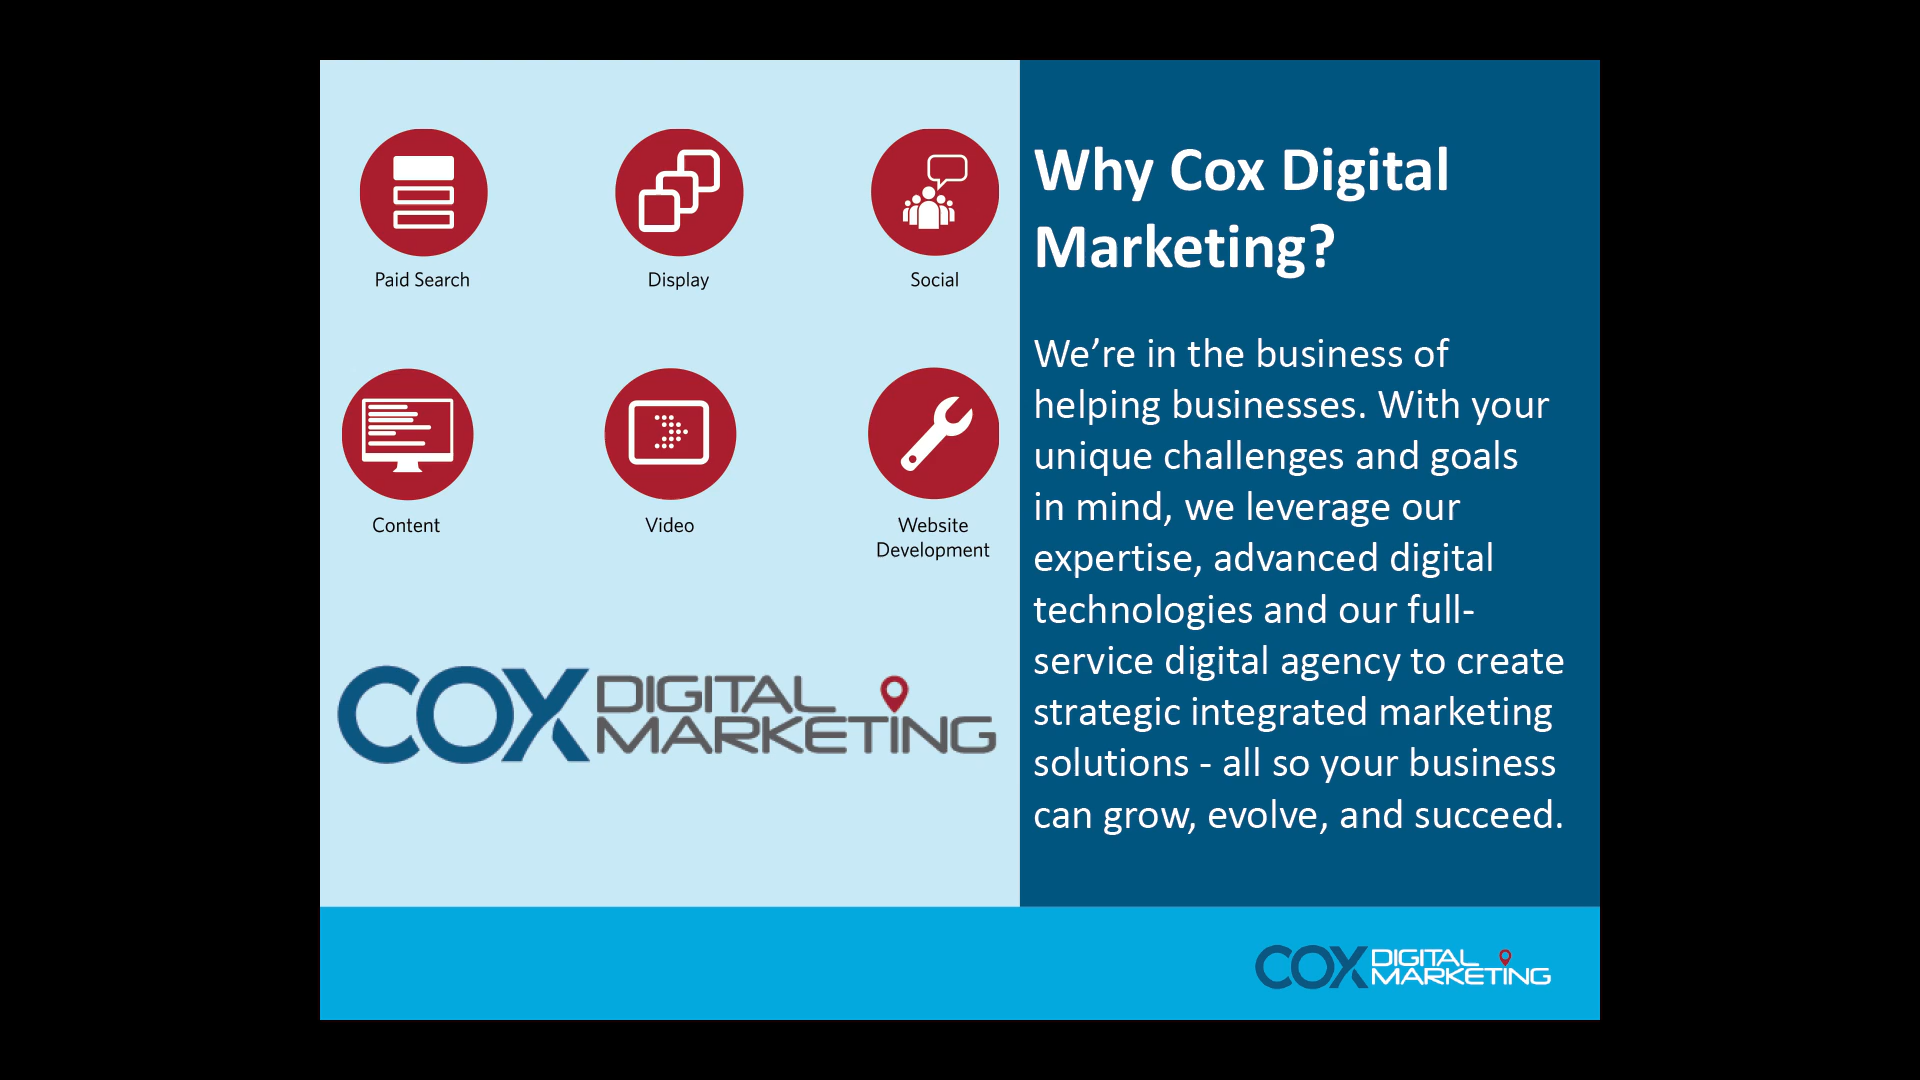 Paid Search
Display
Social
Content
Video
Website
Development
COX DIGITAL
MARKETING
Why Cox Digital
Marketing?
We’re in the business of
helping businesses. With your
unique challenges and goals
in mind, we leverage our
expertise, advanced digital
technologies and our full-
service digital agency to create
strategic integrated marketing
solutions - all so your business
can grow, evolve, and succeed.
COX DIGITAL
MARKETING